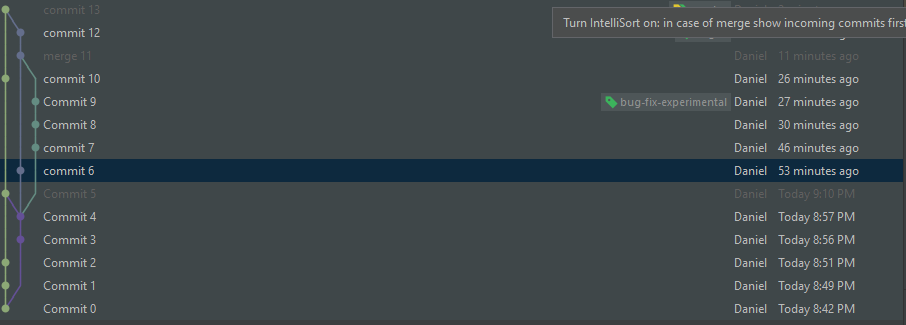 commit 13
Turn IntelliSort on: in case of merge show incoming commits first
commit 12 Daniel
merge 11 Daniel 11 minutes ago
commit 10 Daniel 26 minutes ago
Commit 9 bug-fix-experimental Daniel 27 minutes ago
Commit 8 Daniel 30 minutes ago
commit 7 Daniel 46 minutes ago
commit 6 Daniel 53 minutes ago
Commit 5 Daniel Today 9:10 PM
Commit 4 Daniel Today 8:57 PM
Commit 3 Daniel Today 8:56 PM
Commit 2 Daniel Today 8:51 PM
Commit 1 Daniel Today 8:49 PM
Commit 0 Daniel Today 8:42 PM